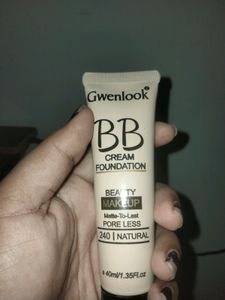 Gwenlook
BB
CREAM
FOUNDATION
BEAUTY
MAKEUP
Matte-To-Last
PORE LESS
240 | NATURAL
e 40ml/1.35Fl.oz